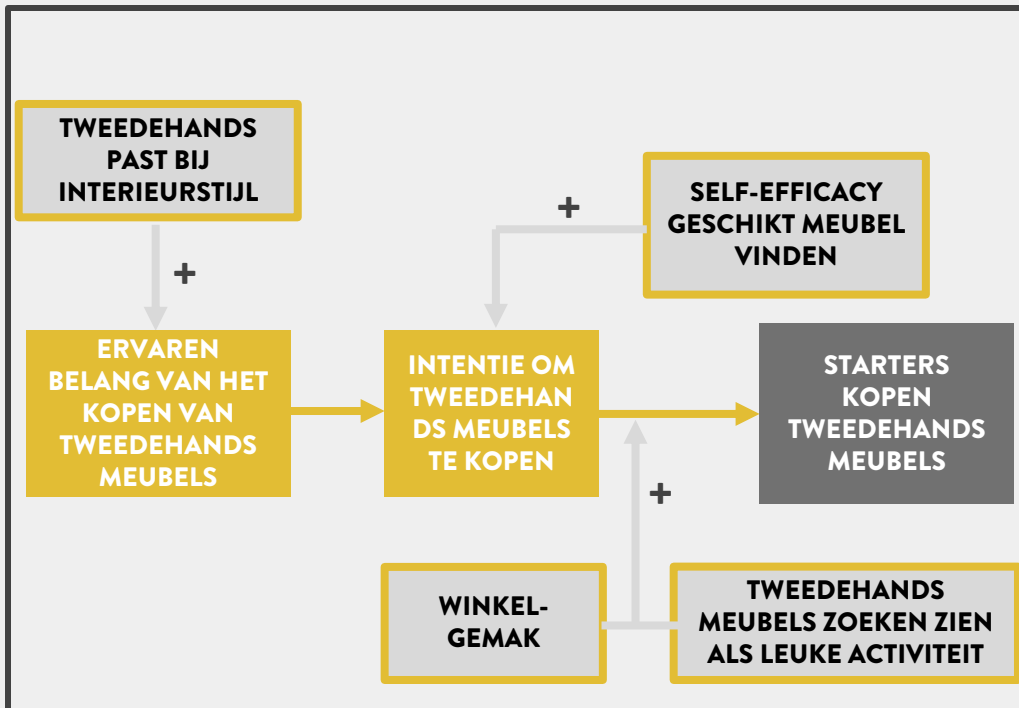 TWEEDEHANDS
PAST BIJ
INTERIEURSTIJL
+
SELF-EFFICACY
GESCHIKT MEUBEL
VINDEN
+
ERVAREN
BELANG VAN HET
KOPEN VAN
TWEEDEHANDS
MEUBELS
INTENTIE OM
TWEEDEHAN
DS MEUBELS
TE KOPEN
STARTERS
KOPEN
TWEEDEHANDS
MEUBELS
+
WINKEL-
GEMAK
TWEEDEHANDS
MEUBELS ZOEKEN ZIEN
ALS LEUKE ACTIVITEIT